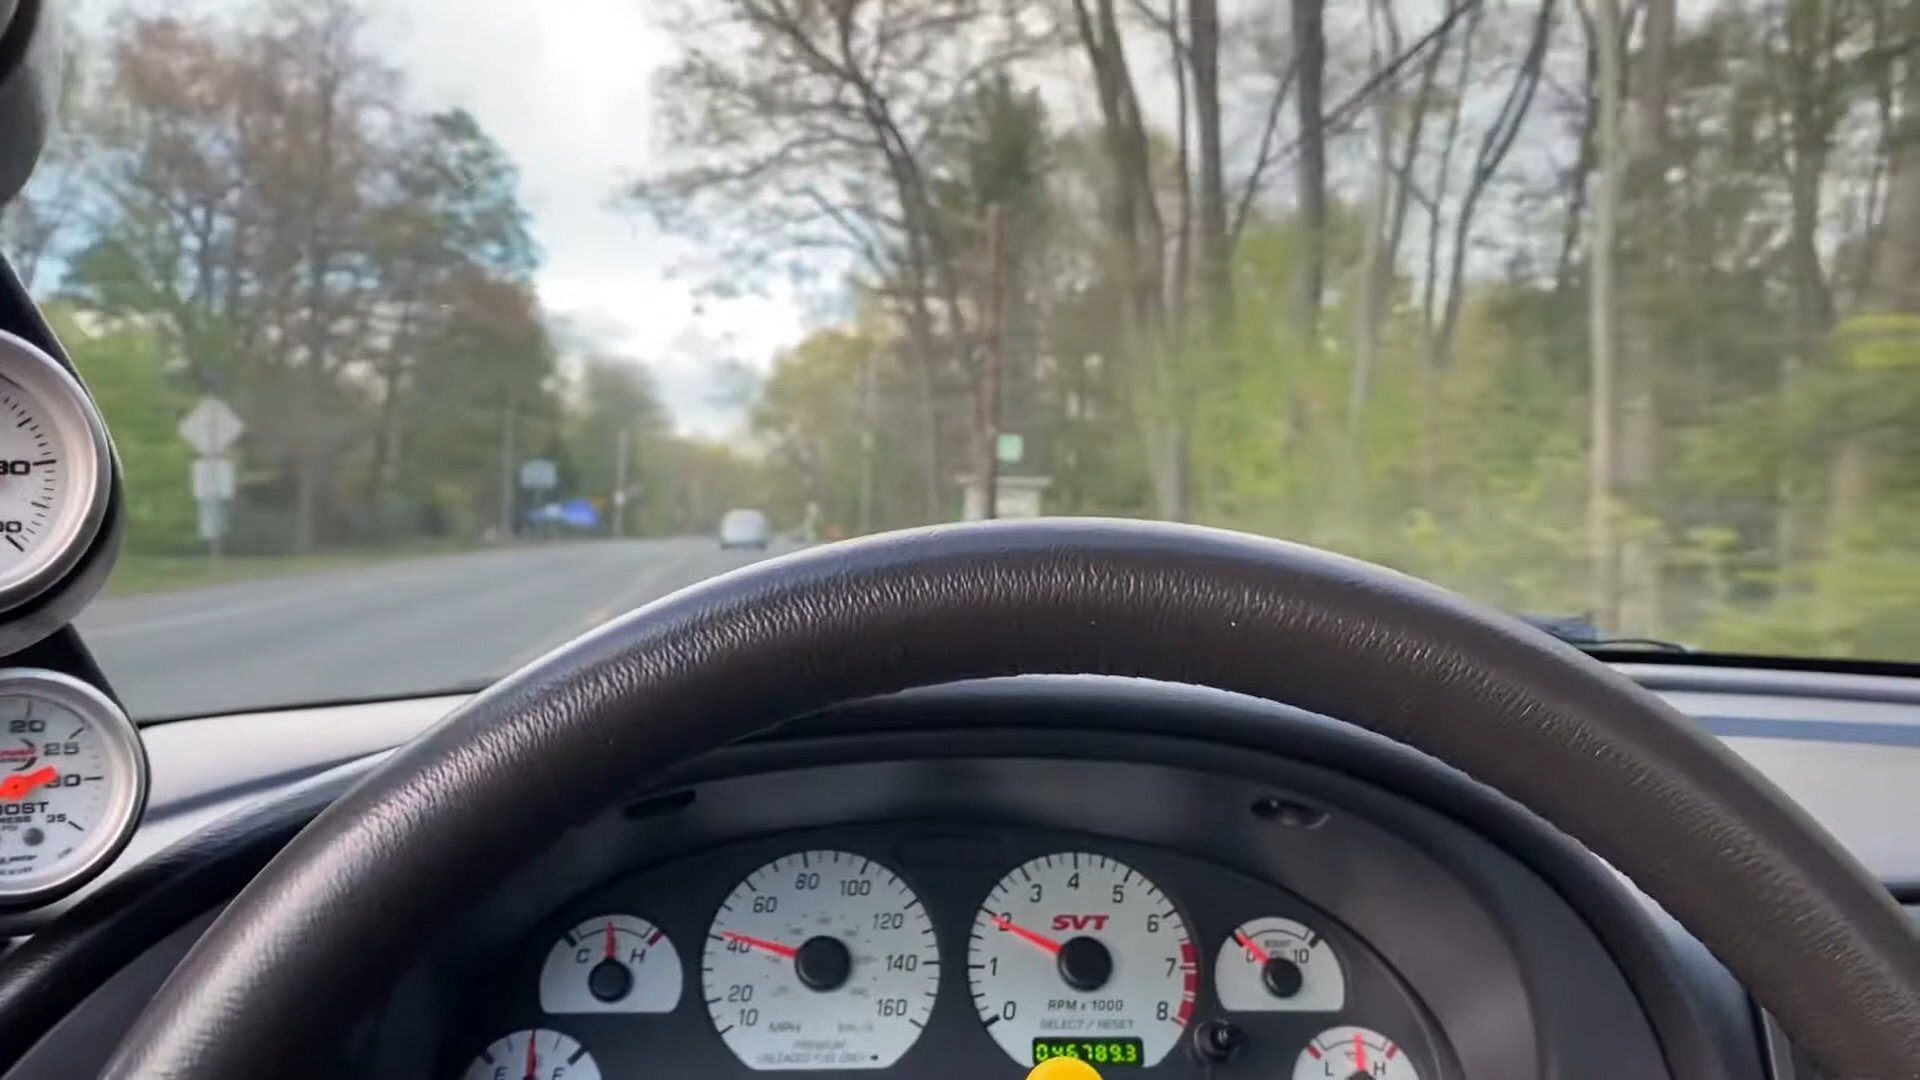 20
25
30
35
C H
80 100
60
120
40
140
20
160
10
MPH
PREMIUM
UNLEADED FUEL ONLY
3 4 5
2 SVT 6
1 7
0 8
RPM x 1000
SELECT / RESET
046789.3
0 10
E F
L H